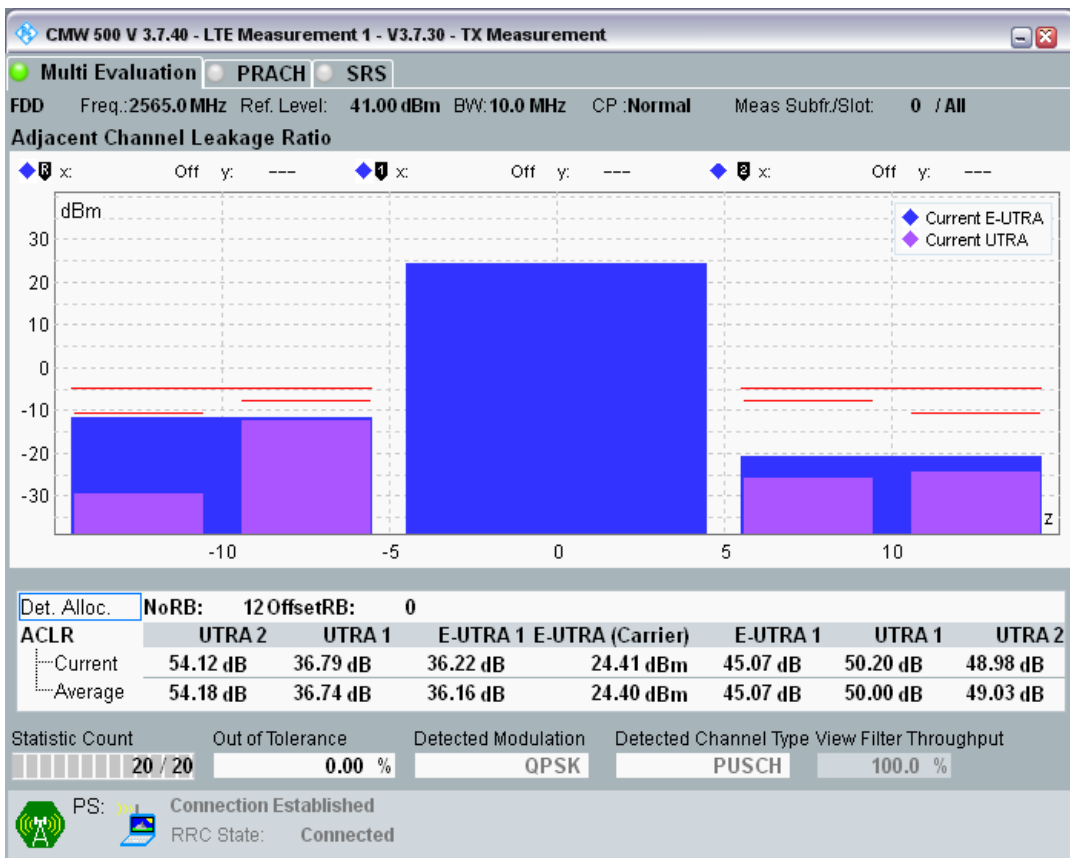 CMW 500 V 3.7.40 - LTE Measurement 1 - V3.7.30 - TX Measurement
Multi Evaluation PRACH SRS
FDD Freq.:2565.0 MHz Ref. Level: 41.00 dBm BW:10.0 MHz CP :Normal Meas Subfr./Slot: 0 / All
Adjacent Channel Leakage Ratio
R x: Off y: --- 1 x: Off y: --- 2 x: Off y: ---
dBm
Current E-UTRA
Current UTRA
30
20
10
0
-10
-20
-30
z
-10 -5 0 5 10
Det. Alloc. NoRB: 12 OffsetRB: 0
ACLR UTRA 2 UTRA 1 E-UTRA 1 E-UTRA (Carrier) E-UTRA 1 UTRA 1 UTRA 2
Current 54.12 dB 36.79 dB 36.22 dB 24.41 dBm 45.07 dB 50.20 dB 48.98 dB
Average 54.18 dB 36.74 dB 36.16 dB 24.40 dBm 45.07 dB 50.00 dB 49.03 dB
Statistic Count Out of Tolerance Detected Modulation Detected Channel Type View Filter Throughput
20 / 20 0.00 % QPSK PUSCH 100.0 %
PS: Connection Established
RRC State: Connected